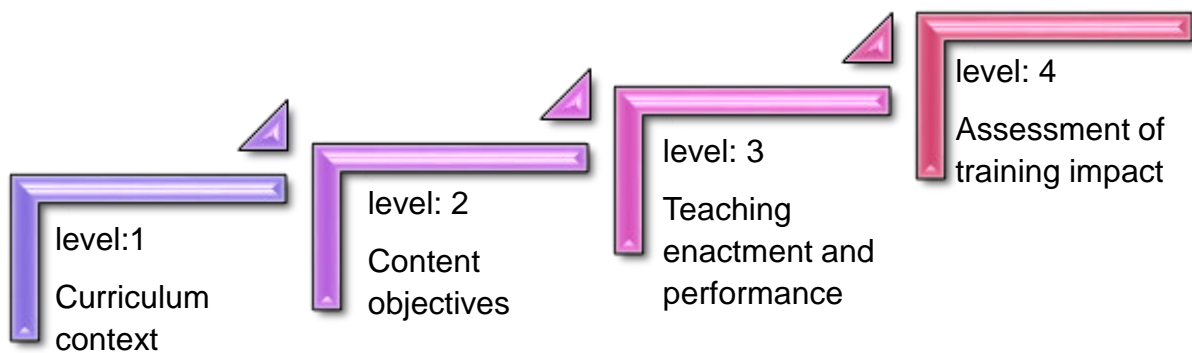 level:1
Curriculum
context
level: 2
Content
objectives
level: 3
Teaching
enactment and
performance
level: 4
Assessment of
training impact